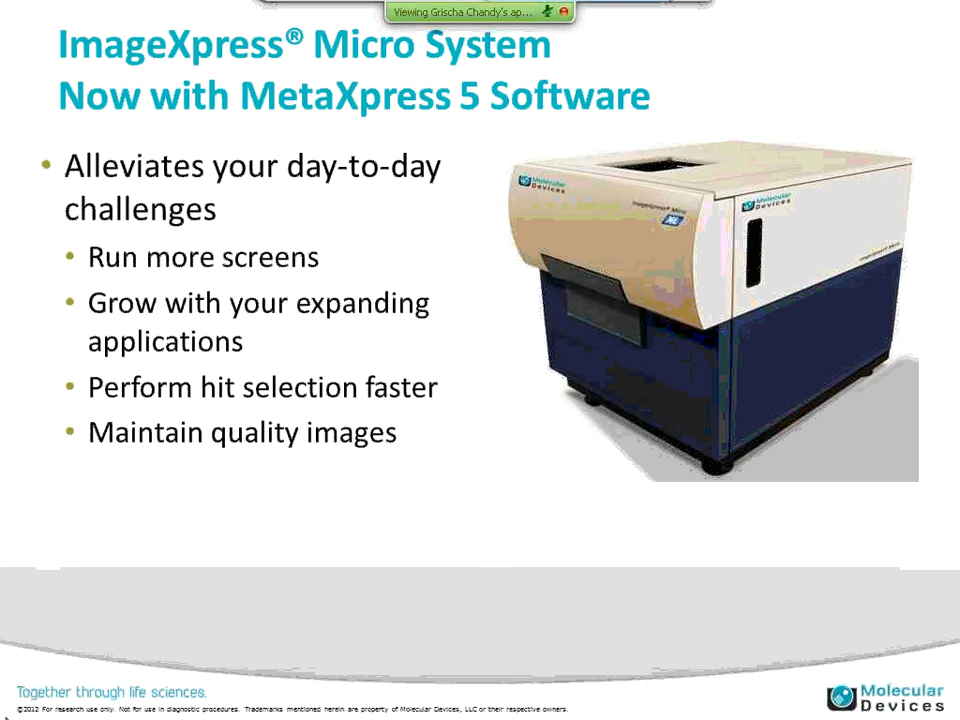 Viewing Grischa Chandy's ap...
ImageXpress® Micro System
Now with MetaXpress 5 Software
• Alleviates your day-to-day
challenges
• Run more screens
• Grow with your expanding
applications
• Perform hit selection faster
• Maintain quality images
Molecular
Devices
ImageXpress® Micro
XL
Molecular
Devices
Together through life sciences.
©2012 For research use only. Not for use in diagnostic procedures. Trademarks mentioned herein are property of Molecular Devices, LLC or their respective owners.
Molecular
Devices